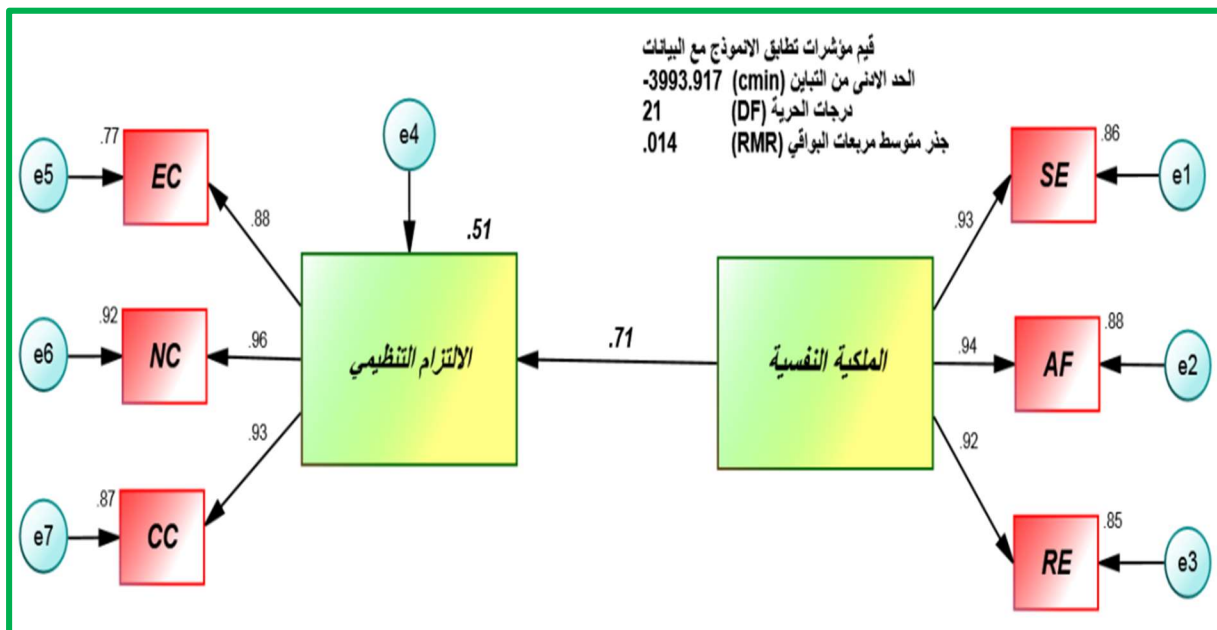 قيم مؤشرات تطابق الانموذج مع البيانات
الحد الادنى من التباين (cmin) -3993.917
درجات الحرية (DF) 21
جذر متوسط مربعات البواقي (RMR) .014
e5
.77
EC
.88
e4
.51
.86
SE
e1
.93
e6
.92
NC
.96
الالتزام التنظيمي
.71
الملكية النفسية
.94
.88
AF
e2
e7
.87
CC
.93
.92
.85
RE
e3